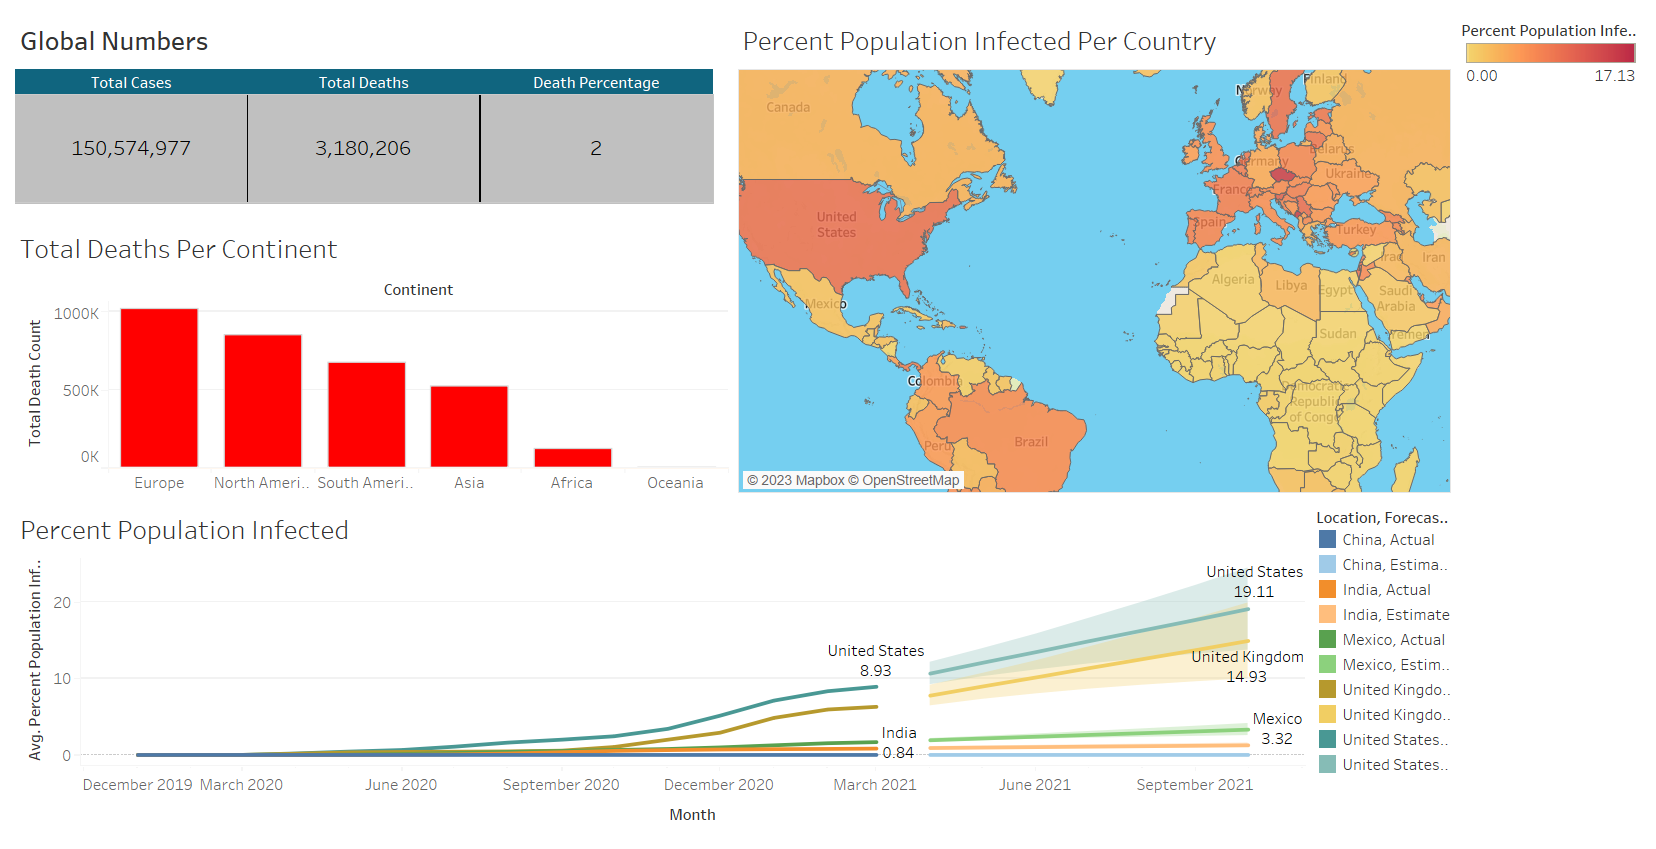 Global Numbers
Total Cases
Total Deaths
Death Percentage
150,574,977
3,180,206
2
Total Deaths Per Continent
Continent
Total Death Count
1000K
500K
0K
Europe
North Ameri..
South Ameri..
Asia
Africa
Oceania
Percent Population Infected Per Country
Canada
United
States
Mexico
Colombia
Peru
Brazil
Norway
Finland
Belarus
Germany
Ukraine
France
Spain
Turkey
Iraq
Iran
Algeria
Libya
Egypt
Saudi
Arabia
Sudan
Yemen
Democratic
Republic
of Congo
© 2023 Mapbox © OpenStreetMap
Percent Population Infe..
0.00
17.13
Percent Population Infected
Avg. Percent Population Inf..
20
10
0
United States
8.93
India
0.84
United States
19.11
United Kingdom
14.93
Mexico
3.32
December 2019
March 2020
June 2020
September 2020
December 2020
March 2021
June 2021
September 2021
Month
Location, Forecas..
China, Actual
China, Estima..
India, Actual
India, Estimate
Mexico, Actual
Mexico, Estim..
United Kingdo..
United Kingdo..
United States..
United States..